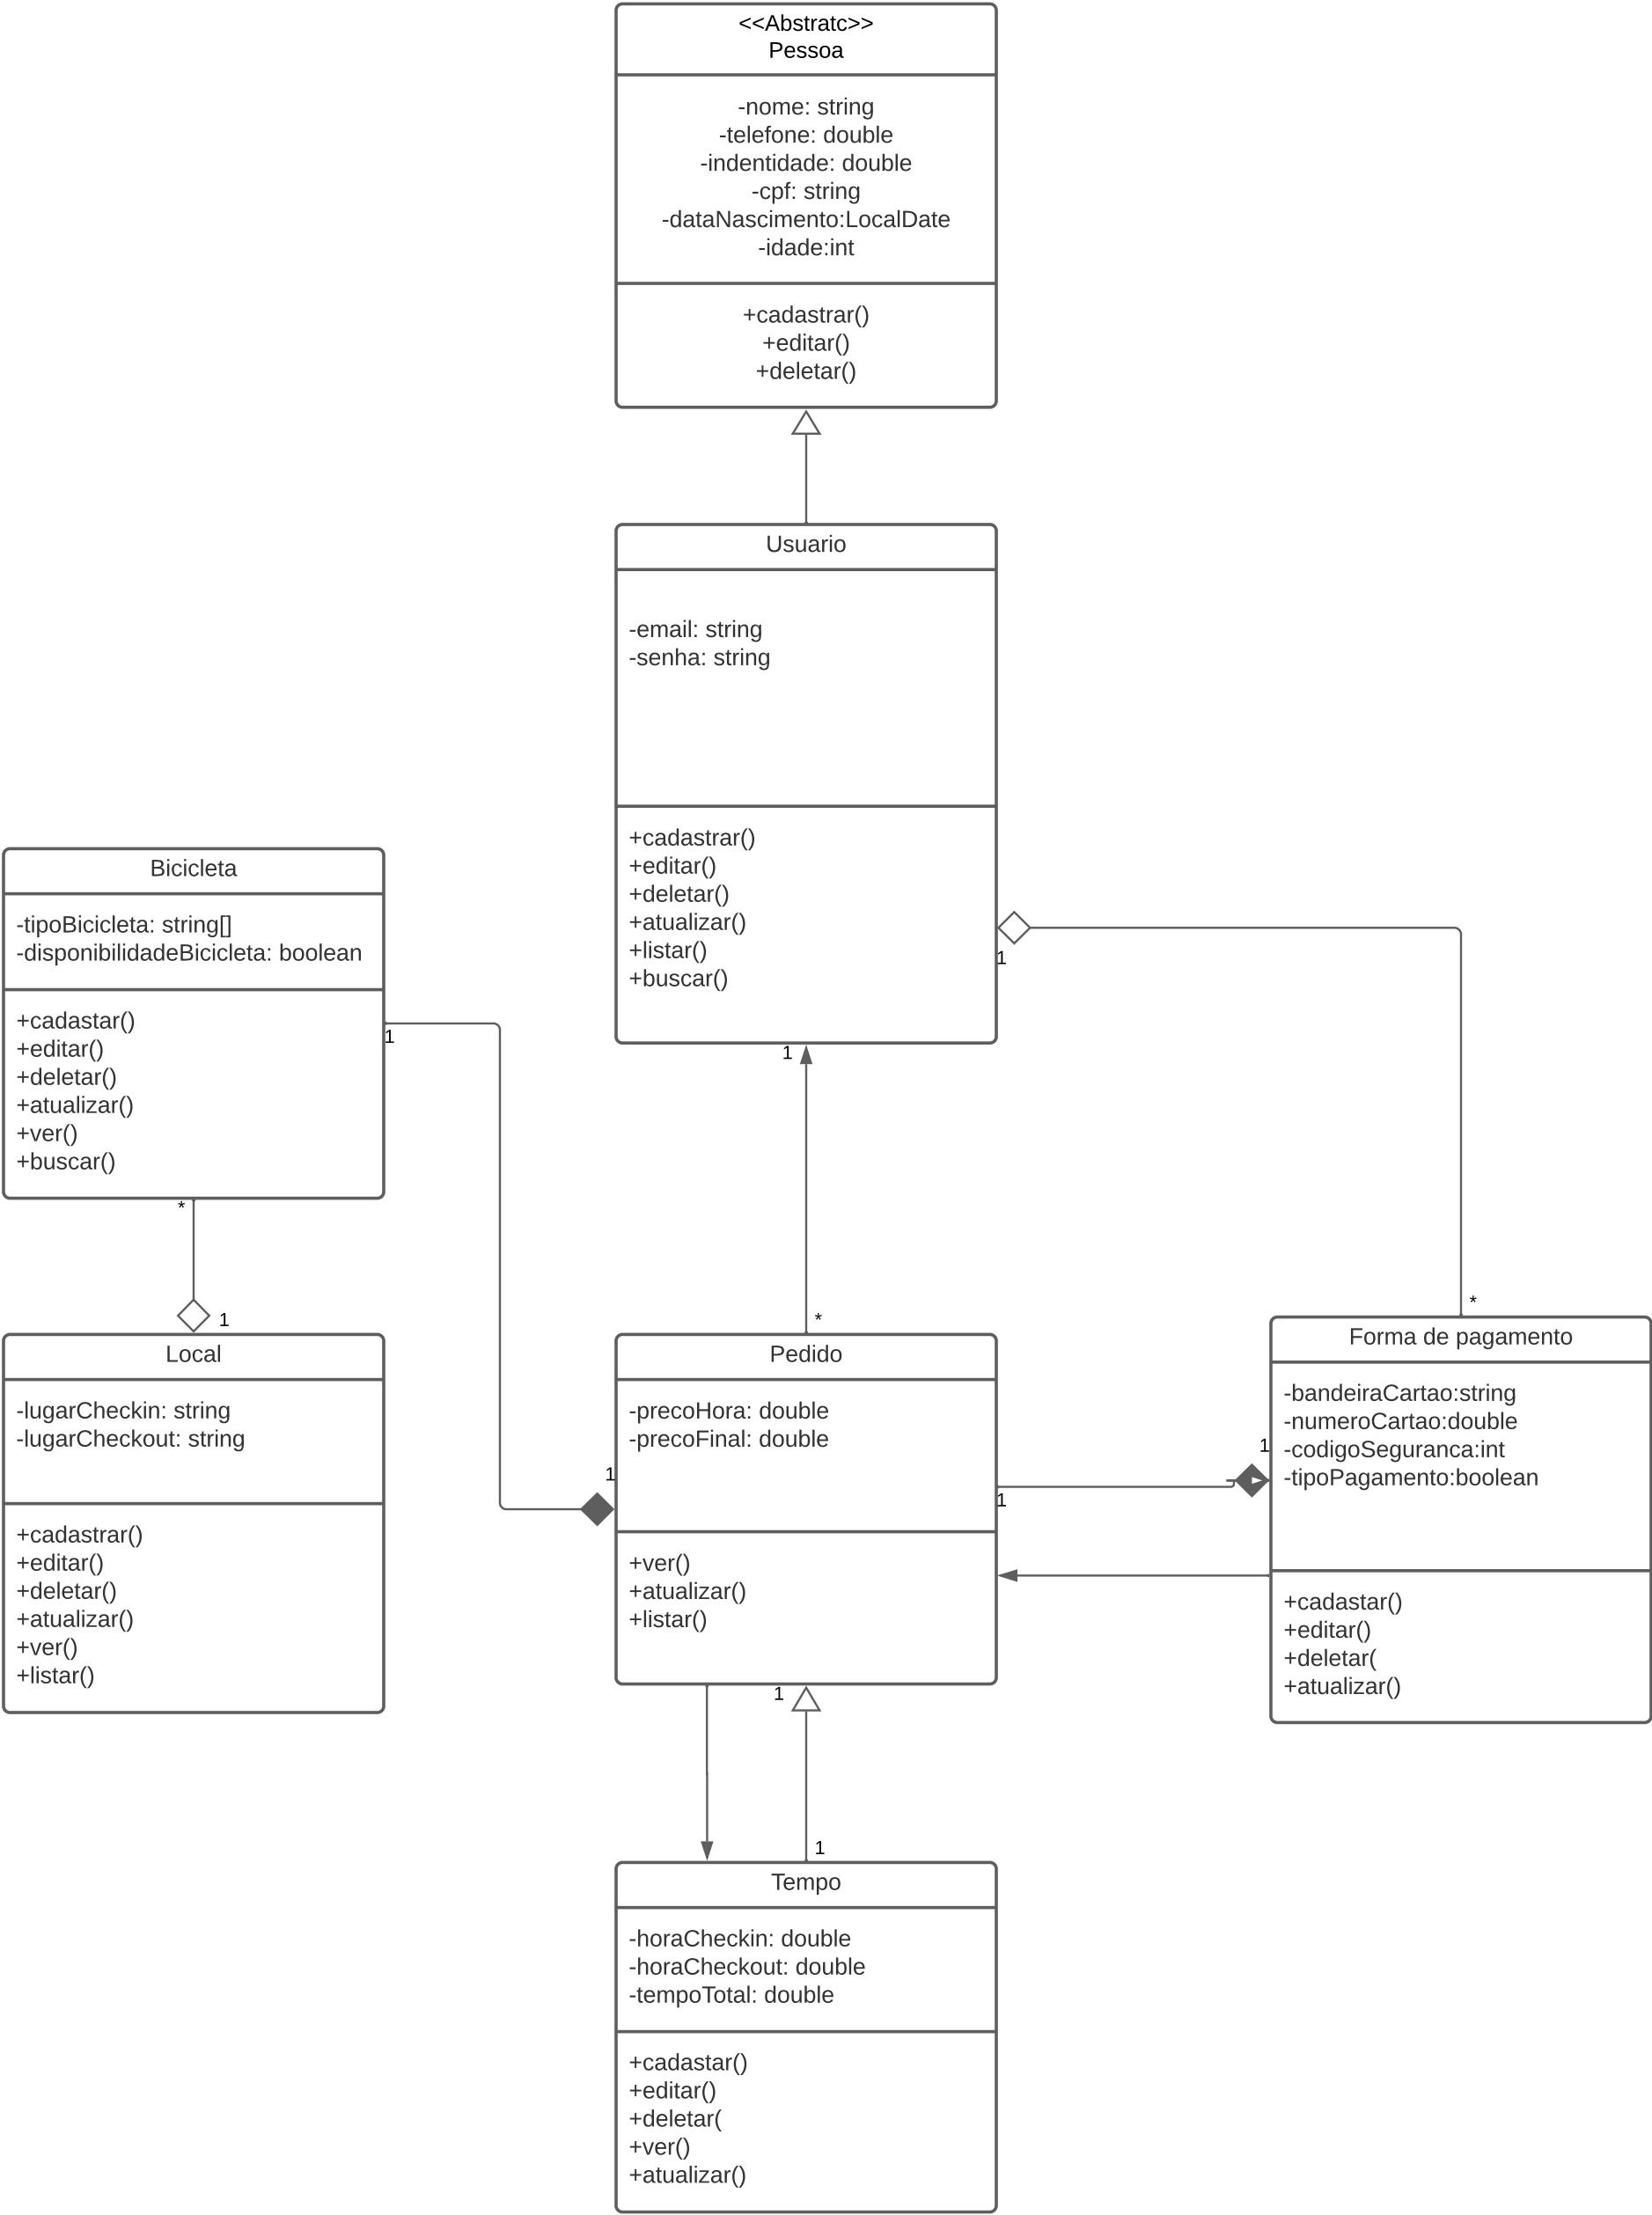 <<Abstratc>>
Pessoa
-nome: string
-telefone: double
-indentidade: double
-cpf: string
-dataNascimento:LocalDate
-idade:int
+cadastrar()
+editar()
+deletar()
Usuario
-email: string
-senha: string
+cadastrar()
+editar()
+deletar()
+atualizar()
+listar()
+buscar()
1
1
Bicicleta
-tipoBicicleta: string[]
-disponibilidadeBicicleta: boolean
+cadastar()
+editar()
+deletar()
+atualizar()
+ver()
+buscar()
1
*
1
Local
-lugarCheckin: string
-lugarCheckout: string
+cadastrar()
+editar()
+deletar()
+atualizar()
+ver()
+listar()
*
Pedido
-precoHora: double
-precoFinal: double
+ver()
+atualizar()
+listar()
1
1
1
*
Forma de pagamento
-bandeiraCartao:string
-numeroCartao:double
-codigoSeguranca:int
-tipoPagamento:boolean
+cadastar()
+editar()
+deletar(
+atualizar()
1
1
Tempo
-horaCheckin: double
-horaCheckout: double
-tempoTotal: double
+cadastar()
+editar()
+deletar(
+ver()
+atualizar()